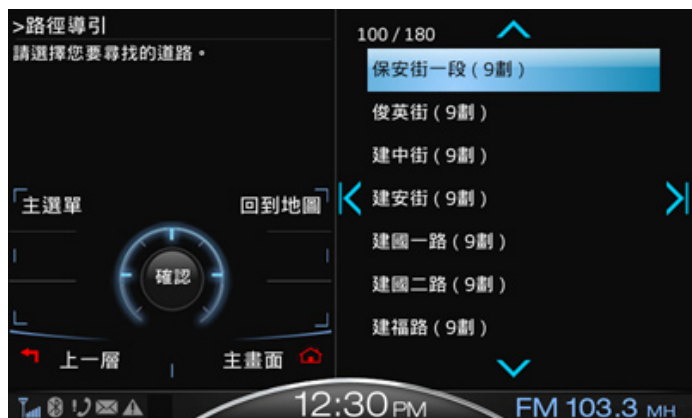 >路徑導引
請選擇您要尋找的道路。
主選單
回到地圖
確認
上一層
主畫面
100/180
保安街一段(9劃)
俊英街(9劃)
建中街(9劃)
建安街(9劃)
建國一路(9劃)
建國二路(9劃)
建福路(9劃)
12:30 PM
FM 103.3 MH